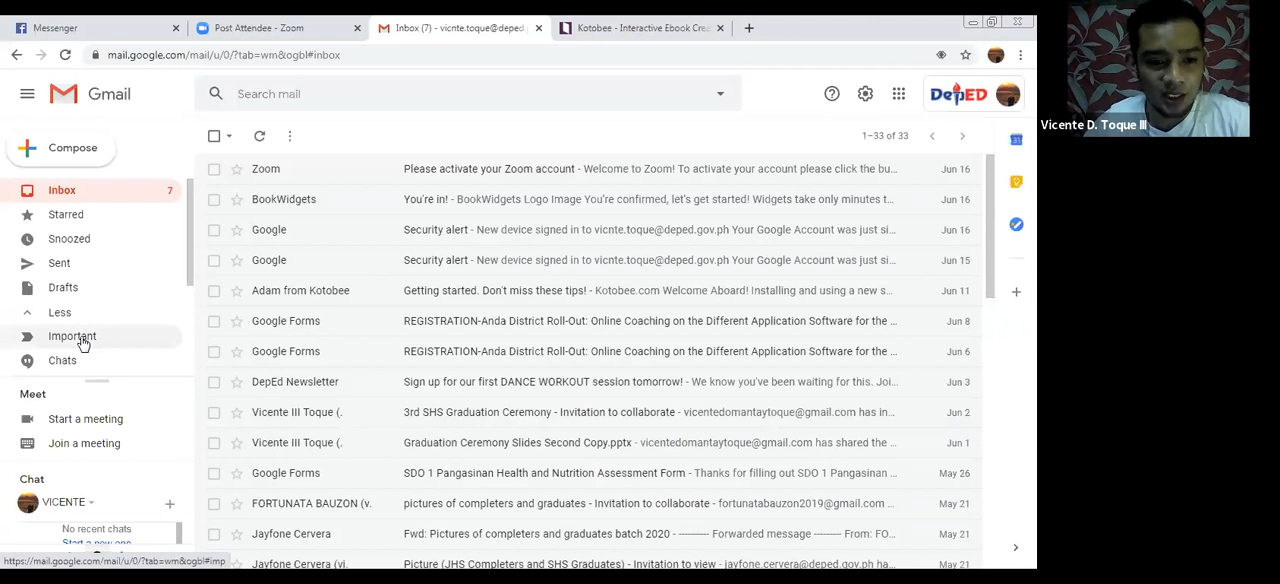 Messenger
Post Attendee - Zoom
Inbox (7) - vicnte.toque@deped.
Kotobee - Interactive Ebook Cre
mail.google.com/mail/u/0/?tab=wm&ogbl#inbox
Gmail
Search mail
DepED
Vicente D. Toque III
Compose
1–33 of 33
Inbox 7
Starred
Snoozed
Sent
Drafts
Less
Important
Chats
Meet
Start a meeting
Join a meeting
Chat
VICENTE
No recent chats
Start a new one
https://mail.google.com/mail/u/0/?tab=wm&ogbl#imp
Zoom Please activate your Zoom account - Welcome to Zoom! To activate your account please click the bu... Jun 16
BookWidgets You're in! - BookWidgets Logo Image You're confirmed, let's get started! Widgets take only minutes t... Jun 16
Google Security alert - New device signed in to vicnte.toque@deped.gov.ph Your Google Account was just si... Jun 16
Google Security alert - New device signed in to vicnte.toque@deped.gov.ph Your Google Account was just si... Jun 15
Adam from Kotobee Getting started. Don't miss these tips! - Kotobee.com Welcome Aboard! Installing and using a new s... Jun 11
Google Forms REGISTRATION-Anda District Roll-Out: Online Coaching on the Different Application Software for the ... Jun 8
Google Forms REGISTRATION-Anda District Roll-Out: Online Coaching on the Different Application Software for the ... Jun 6
DepEd Newsletter Sign up for our first DANCE WORKOUT session tomorrow! - We know you've been waiting for this. Joi... Jun 3
Vicente III Toque (. 3rd SHS Graduation Ceremony - Invitation to collaborate - vicentedomantaytoque@gmail.com has in... Jun 2
Vicente III Toque (. Graduation Ceremony Slides Second Copy.pptx - vicentedomantaytoque@gmail.com has shared the ... Jun 1
Google Forms SDO 1 Pangasinan Health and Nutrition Assessment Form - Thanks for filling out SDO 1 Pangasinan ... May 26
FORTUNATA BAUZON (v. pictures of completers and graduates - Invitation to collaborate - fortunatabauzon2019@gmail.com ... May 21
Jayfone Cervera Fwd: Pictures of completers and graduates batch 2020 - ---------- Forwarded message --------- From: FO... May 21
Jayfone Cervera (vi. Picture (JHS Completers and SHS Graduates) - Invitation to view - jayfone.cervera@deped.gov.ph ha... May 21
31